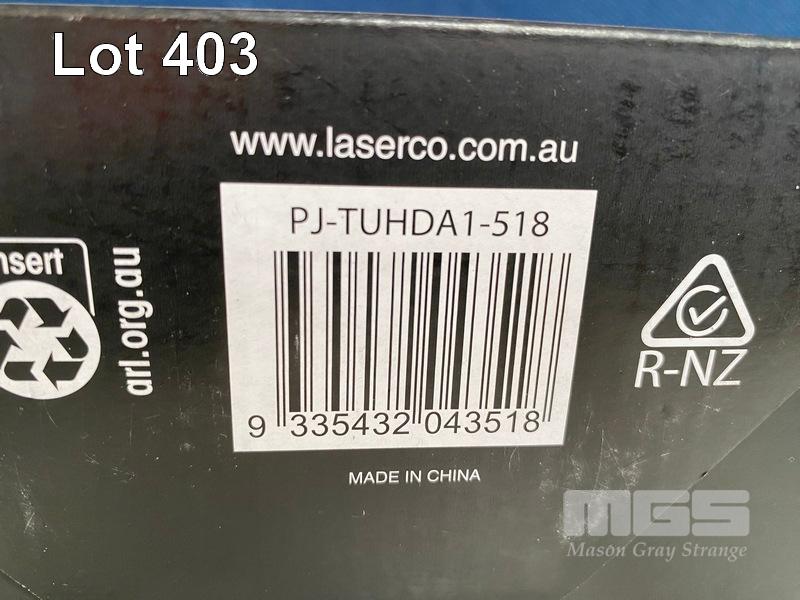 Lot 403
www.laserco.com.au
PJ-TUHDA1-518
nsert
arl.org.au
R-NZ
9 335432 043518
MADE IN CHINA
MGS
Mason Gray Strange